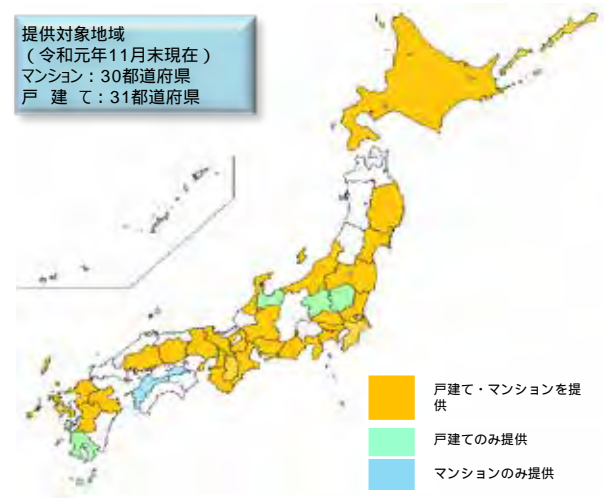 提供対象地域
(令和元年11月末現在)
マンション:30都道府県
戸 建 て:31都道府県
戸建て・マンションを提
供
戸建てのみ提供
マンションのみ提供